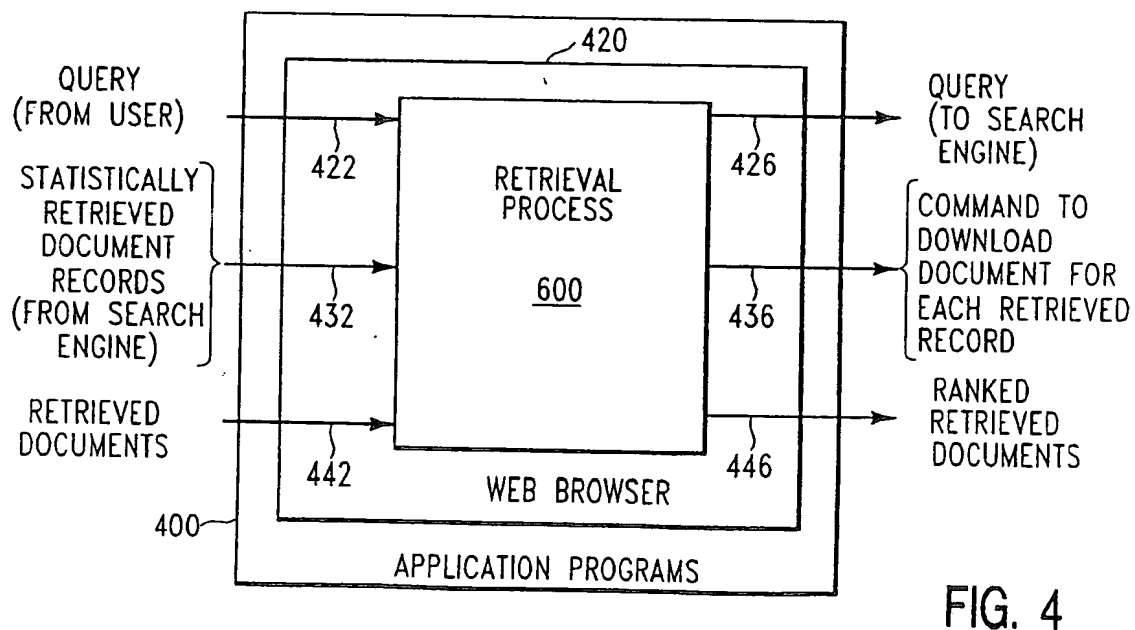 420
QUERY
(FROM USER)
422
STATISTICALLY
RETRIEVED
DOCUMENT
RECORDS
(FROM SEARCH
ENGINE)
432
RETRIEVED
DOCUMENTS
442
400
RETRIEVAL
PROCESS
600
WEB BROWSER
APPLICATION PROGRAMS
QUERY
(TO SEARCH
ENGINE)
426
COMMAND TO
DOWNLOAD
DOCUMENT FOR
EACH RETRIEVED
RECORD
436
RANKED
RETRIEVED
DOCUMENTS
446
FIG. 4